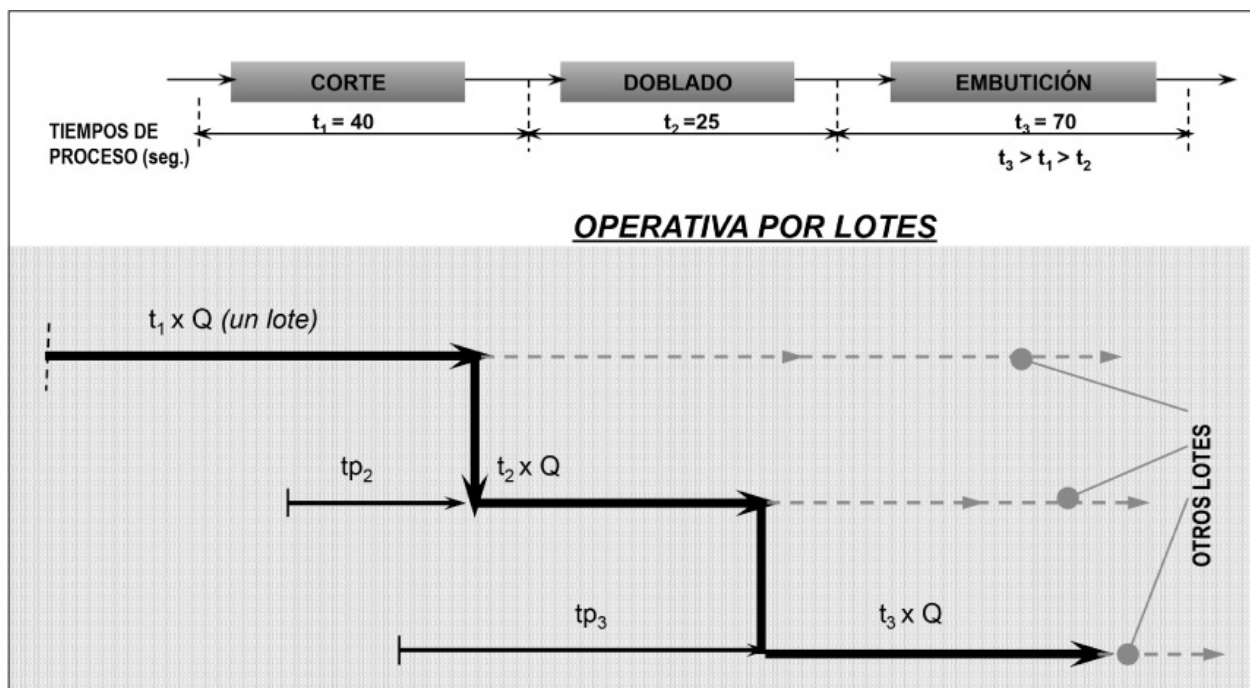 CORTE
DOBLADO
EMBUTICIÓN
TIEMPOS DE
PROCESO (seg.)
t₁ = 40
t₂ =25
t₃ = 70
t₃ > t₁ > t₂
OPERATIVA POR LOTES
t₁ x Q (un lote)
tp₂
t₂ x Q
OTROS LOTES
tp₃
t₃ x Q